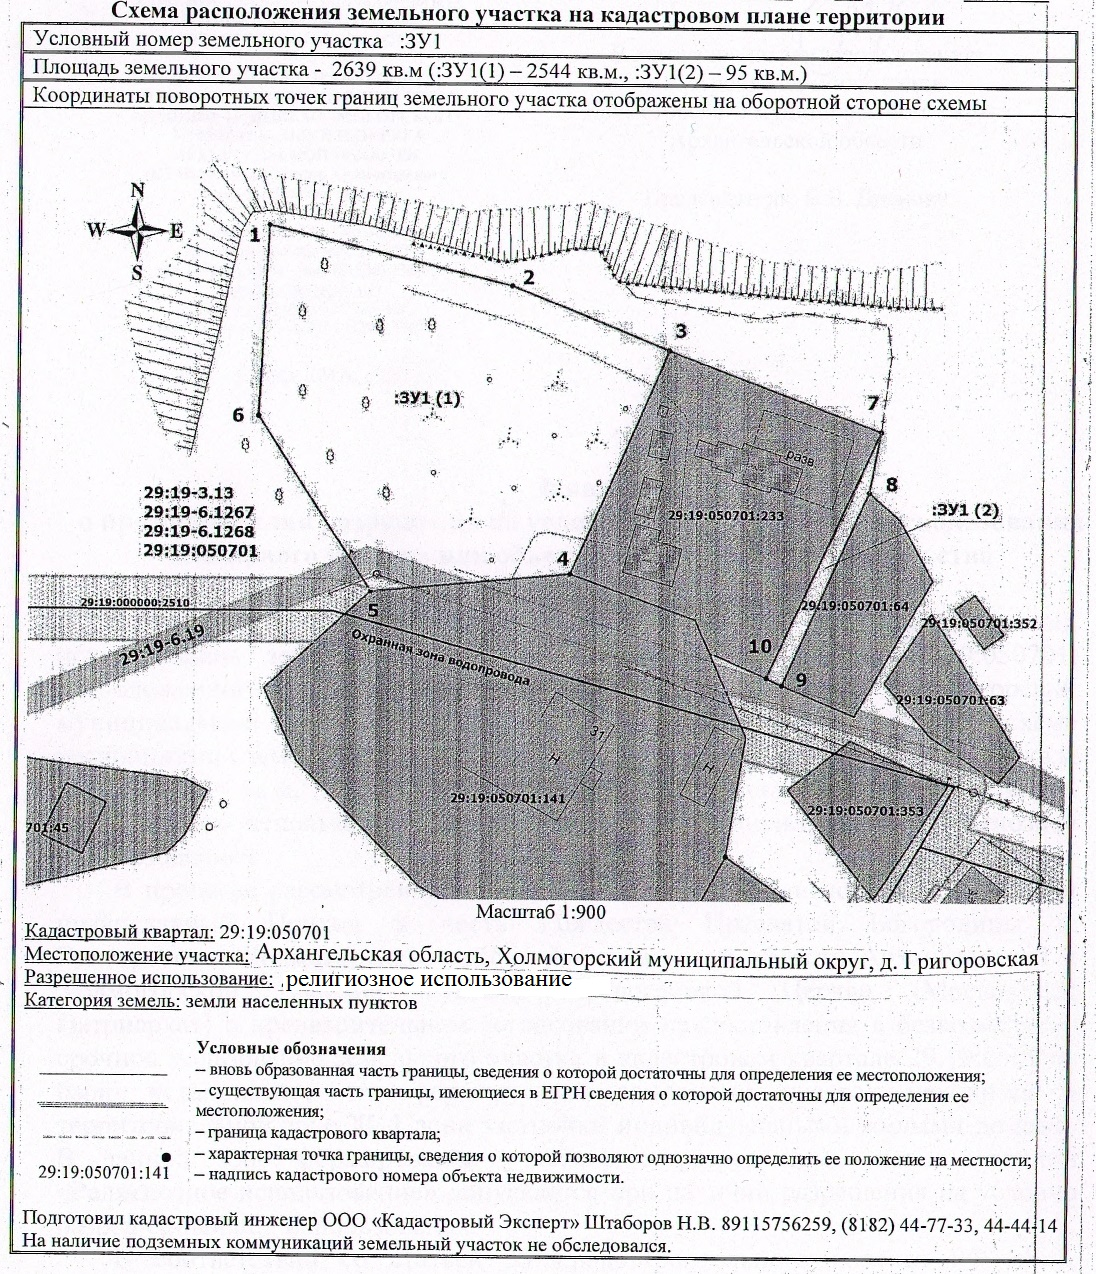 Схема расположения земельного участка на кадастровом плане территории
Условный номер земельного участка :ЗУ1
Площадь земельного участка - 2639 кв.м (:ЗУ1(1) – 2544 кв.м., :ЗУ1(2) – 95 кв.м.)
Координаты поворотных точек границ земельного участка отображены на оборотной стороне схемы
N
W E
S
1
2
3
:ЗУ1 (1)
6
7
разв
8
:ЗУ1 (2)
29:19-3.13
29:19-6.1267
29:19-6.1268
29:19:050701
29:19:050701:233
4
5
29:19:000000:2510
29:19-6.19
Охранная зона водопровода
29:19:050701:64
29:19:050701:352
10
9
29:19:050701:63
Н
Н
29:19:050701:141
29:19:050701:353
701:45
Масштаб 1:900
Кадастровый квартал: 29:19:050701
Местоположение участка: Архангельская область, Холмогорский муниципальный округ, д. Григоровская
Разрешенное использование: религиозное использование
Категория земель: земли населенных пунктов
Условные обозначения
– вновь образованная часть границы, сведения о которой достаточны для определения ее местоположения;
– существующая часть границы, имеющиеся в ЕГРН сведения о которой достаточны для определения ее
местоположения;
– граница кадастрового квартала;
– характерная точка границы, сведения о которой позволяют однозначно определить ее положение на местности;
29:19:050701:141 – надпись кадастрового номера объекта недвижимости.
Подготовил кадастровый инженер ООО «Кадастровый Эксперт» Штаборов Н.В. 89115756259, (8182) 44-77-33, 44-44-14
На наличие подземных коммуникаций земельный участок не обследовался.